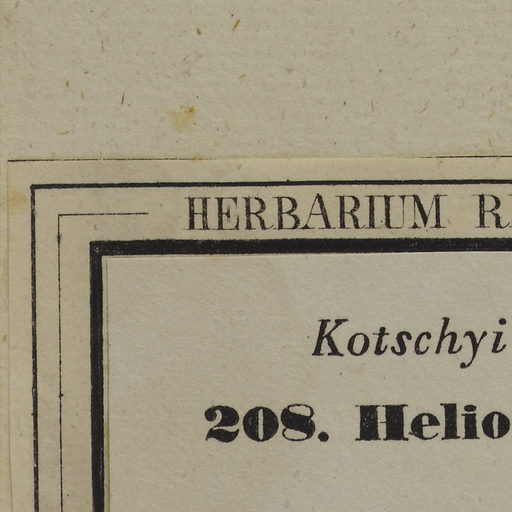 HERBARIUM R
Kotschyi
208. Helio